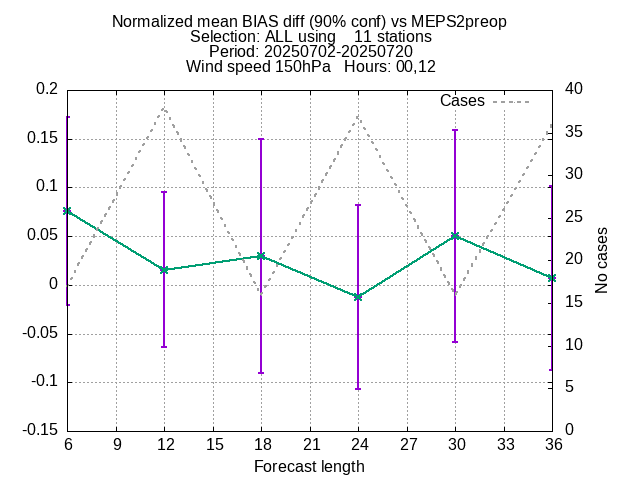 Normalized mean BIAS diff (90% conf) vs MEPS2preop
Selection: ALL using    11 stations
Period: 20250702-20250720
Wind speed 150hPa   Hours: 00,12
Cases
0.2
0.15
0.1
0.05
0
-0.05
-0.1
-0.15
40
35
30
25
20
15
10
5
0
No cases
6 9 12 15 18 21 24 27 30 33 36
Forecast length